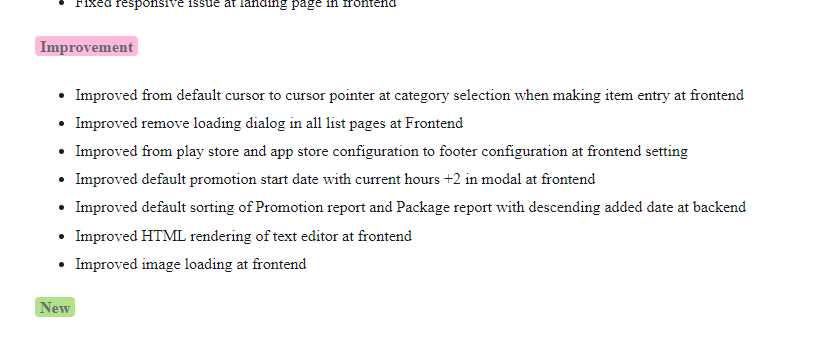 Fixed responsive issue at landing page in frontend
Improvement
Improved from default cursor to cursor pointer at category selection when making item entry at frontend
Improved remove loading dialog in all list pages at Frontend
Improved from play store and app store configuration to footer configuration at frontend setting
Improved default promotion start date with current hours +2 in modal at frontend
Improved default sorting of Promotion report and Package report with descending added date at backend
Improved HTML rendering of text editor at frontend
Improved image loading at frontend
New